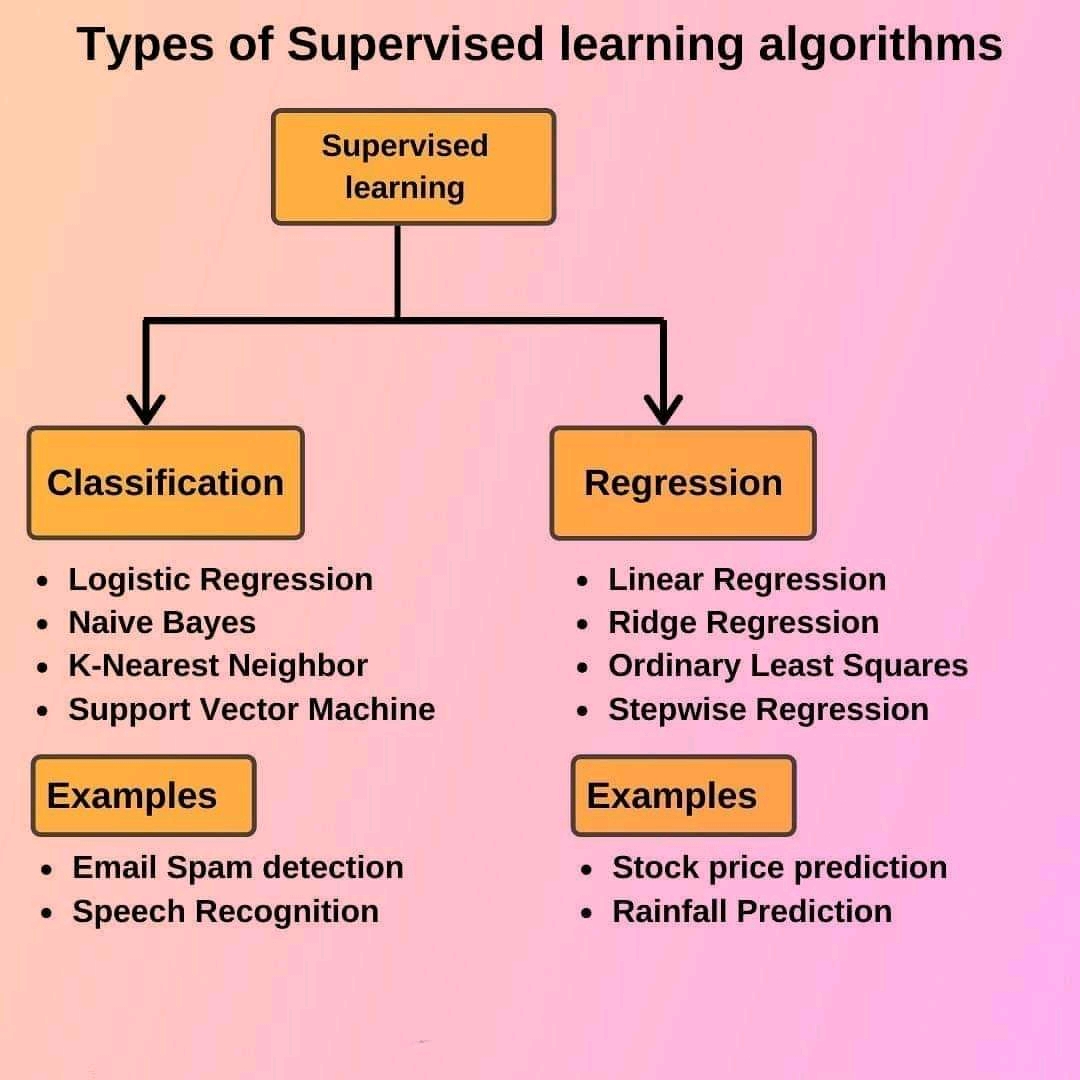 Types of Supervised learning algorithms
Supervised
learning
Classification
Logistic Regression
Naive Bayes
K-Nearest Neighbor
Support Vector Machine
Examples
Email Spam detection
Speech Recognition
Regression
Linear Regression
Ridge Regression
Ordinary Least Squares
Stepwise Regression
Examples
Stock price prediction
Rainfall Prediction